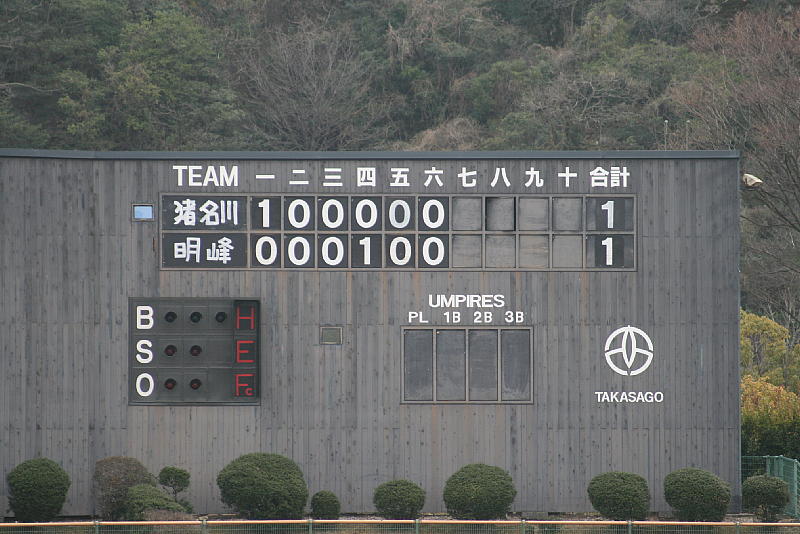 TEAM 一 二 三 四 五 六 七 八 九 十 合計
猪名川 1 0 0 0 0 0 1
明峰 0 0 0 1 0 0 1
UMPIRES
PL 1B 2B 3B
B H
S E
O Fc
TAKASAGO